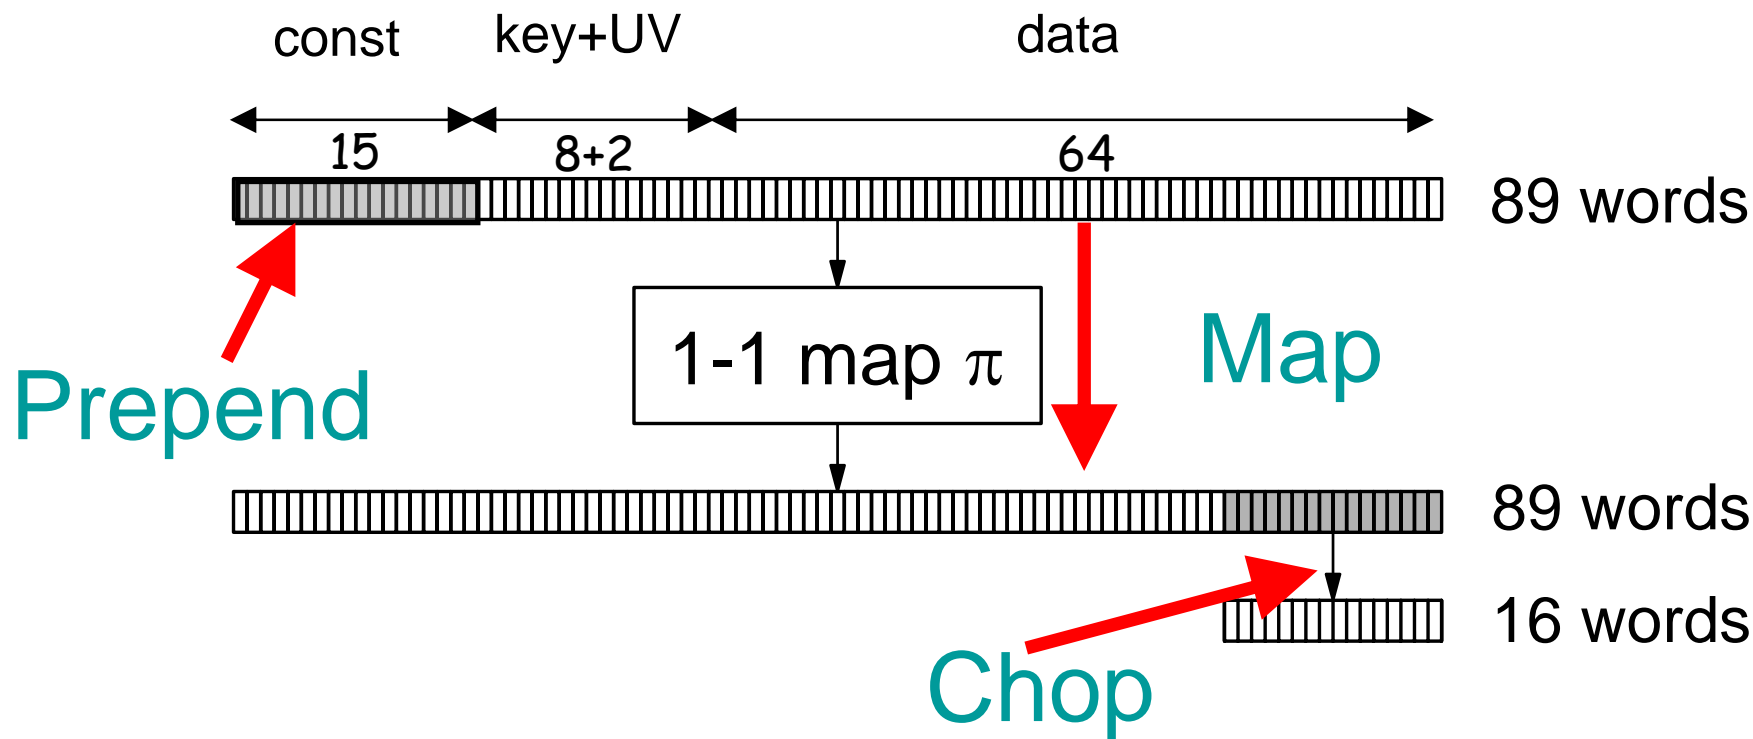 const key+UV data
15 8+2 64
89 words
1-1 map π
Map
Prepend
89 words
16 words
Chop